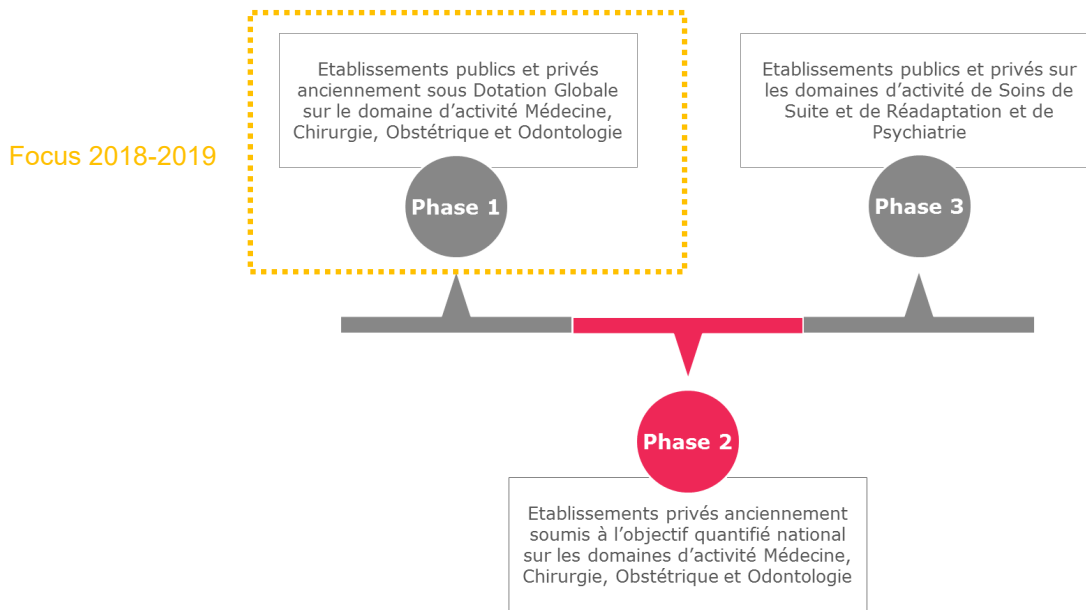 Focus 2018-2019
Etablissements publics et privés
anciennement sous Dotation Globale
sur le domaine d'activité Médecine,
Chirurgie, Obstétrique et Odontologie
Phase 1
Etablissements publics et privés sur
les domaines d'activité de Soins de
Suite et de Réadaptation et de
Psychiatrie
Phase 3
Phase 2
Etablissements privés anciennement
soumis à l'objectif quantifié national
sur les domaines d'activité Médecine,
Chirurgie, Obstétrique et Odontologie